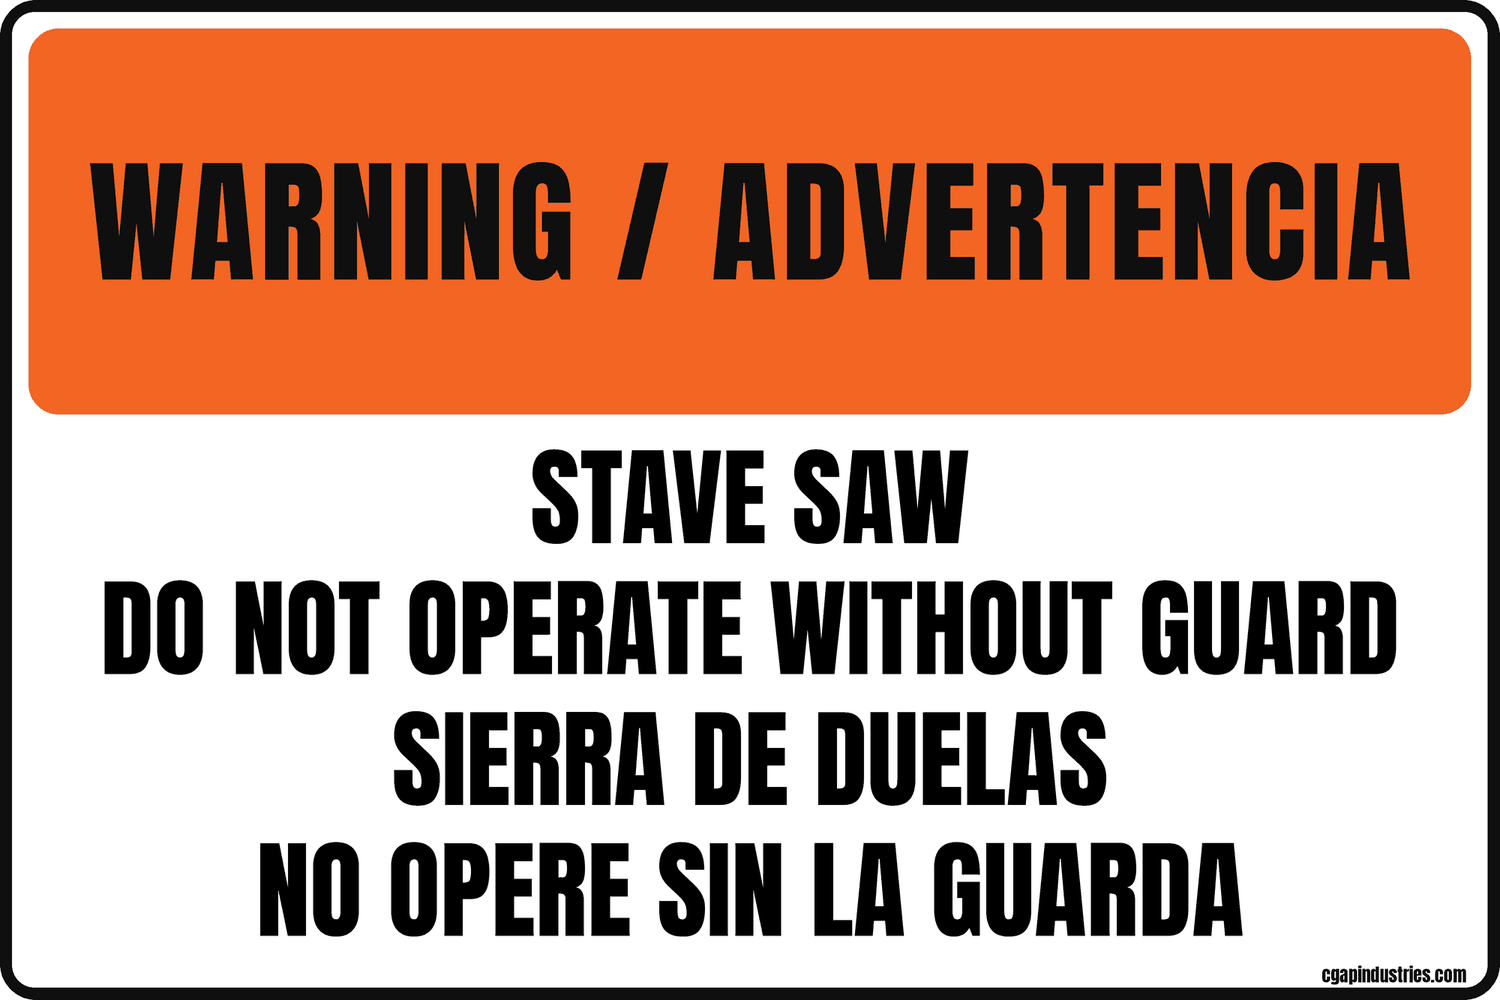 WARNING / ADVERTENCIA
STAVE SAW
DO NOT OPERATE WITHOUT GUARD
SIERRA DE DUELAS
NO OPERE SIN LA GUARDA
cgapindustries.com